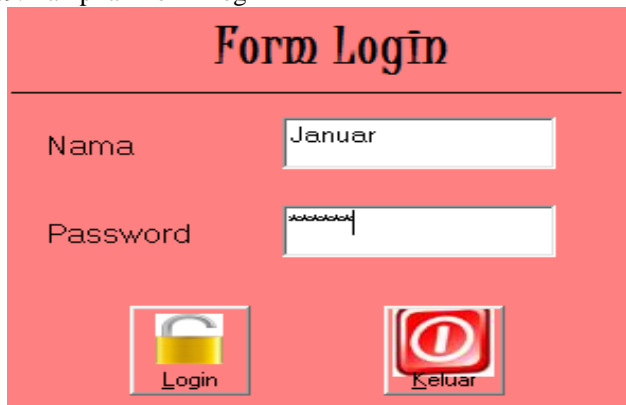 Form Login
Nama
Januar
Password
*******
Login
Keluar